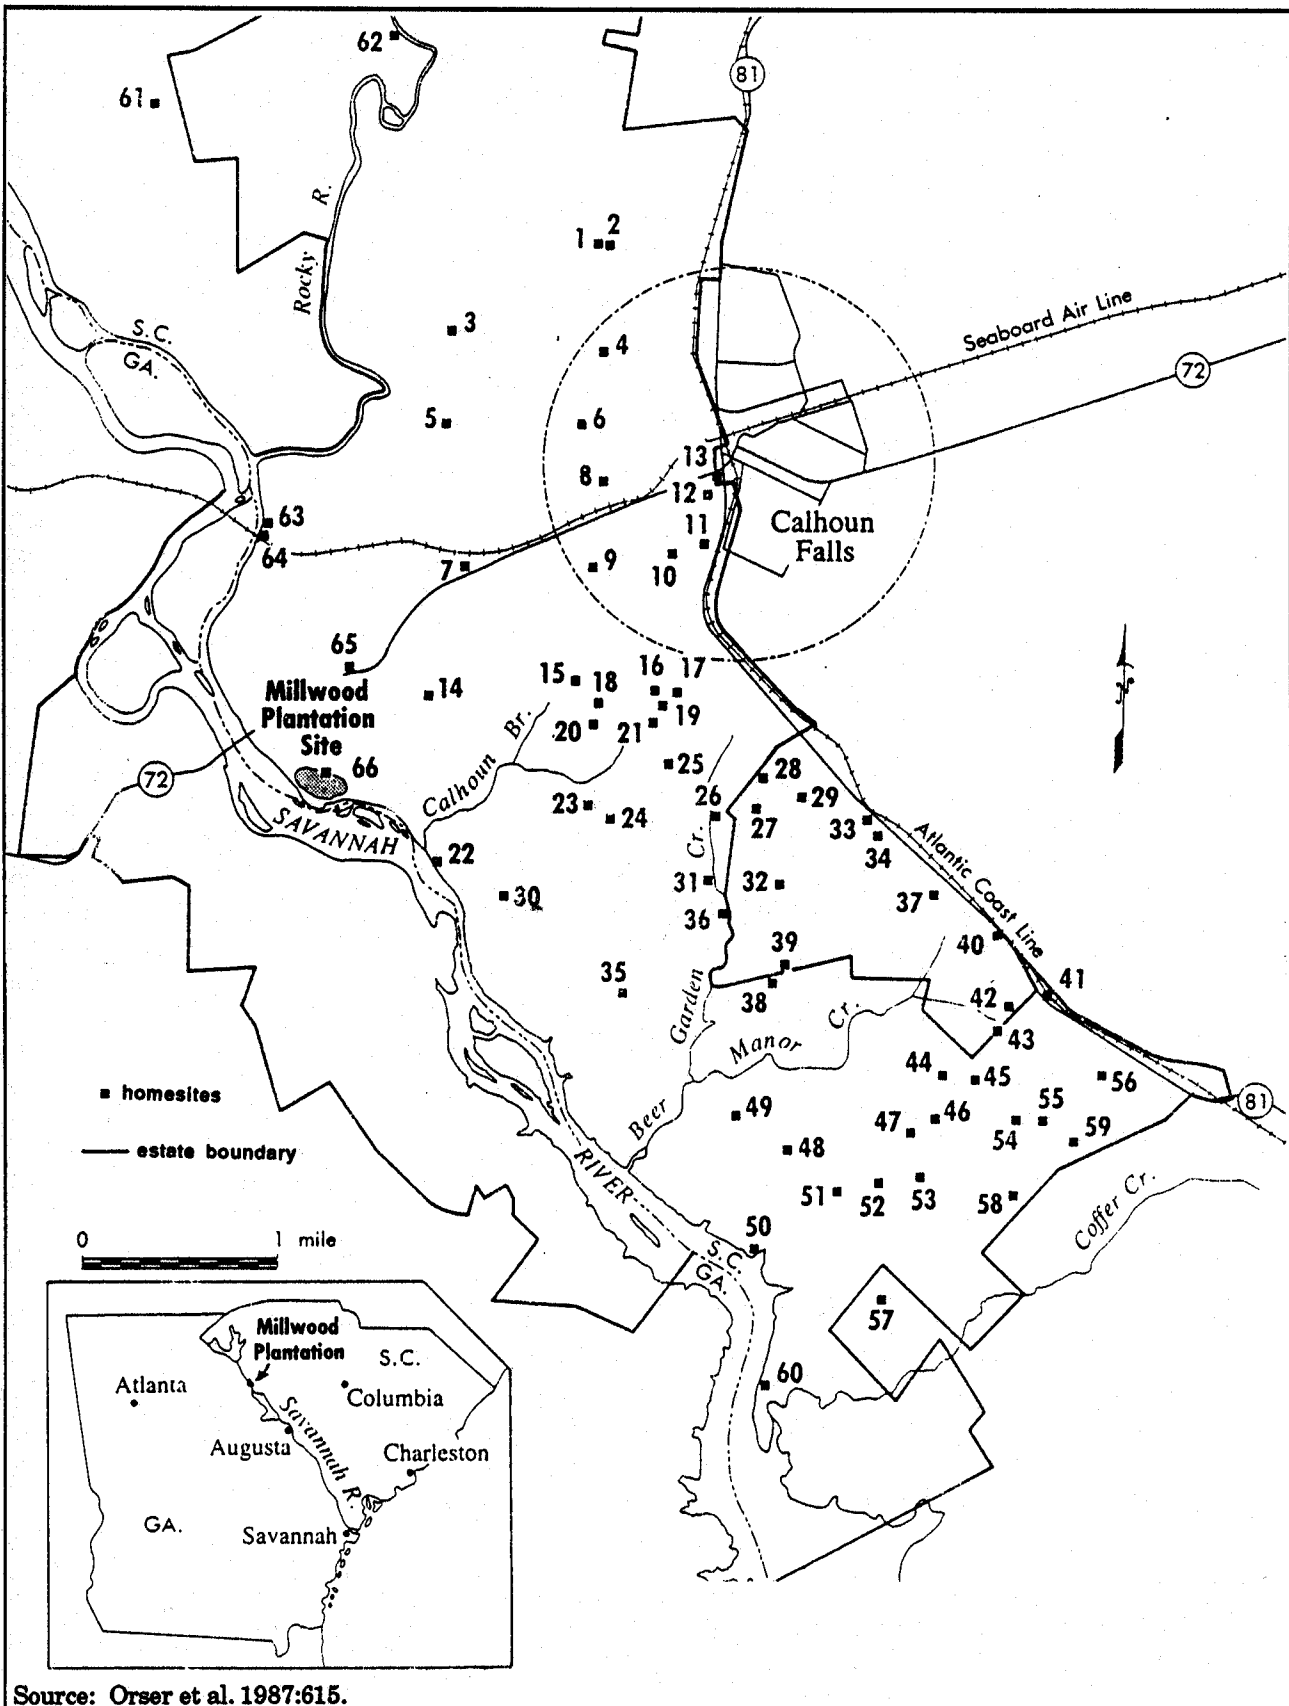 62
81
61
R.
1 2
Rocky
3
S.C.
GA.
4
Seaboard Air Line
72
5
6
13
8
12
63
11
Calhoun
Falls
64
7
9
10
65
16 17
15
18
14
Millwood
Plantation
Site
19
20
21
Br.
N
25
28
66
72
Calhoun
26
29
23
24
27
33
SAVANNAH
Cr.
34
Atlantic Coast Line
22
31
32
30
37
36
40
39
35
41
38
42
Garden
Cr.
Manor
43
44
45
56
homesites
Beer
49
46
55
81
47
54
59
estate boundary
48
RIVER
51
52
53
58
Coffer Cr.
50
0 1 mile
S.C.
GA.
57
Millwood
Plantation
S.C.
60
Atlanta
Columbia
Savannah R.
Augusta
Charleston
GA.
Savannah
Source: Orser et al. 1987:615.